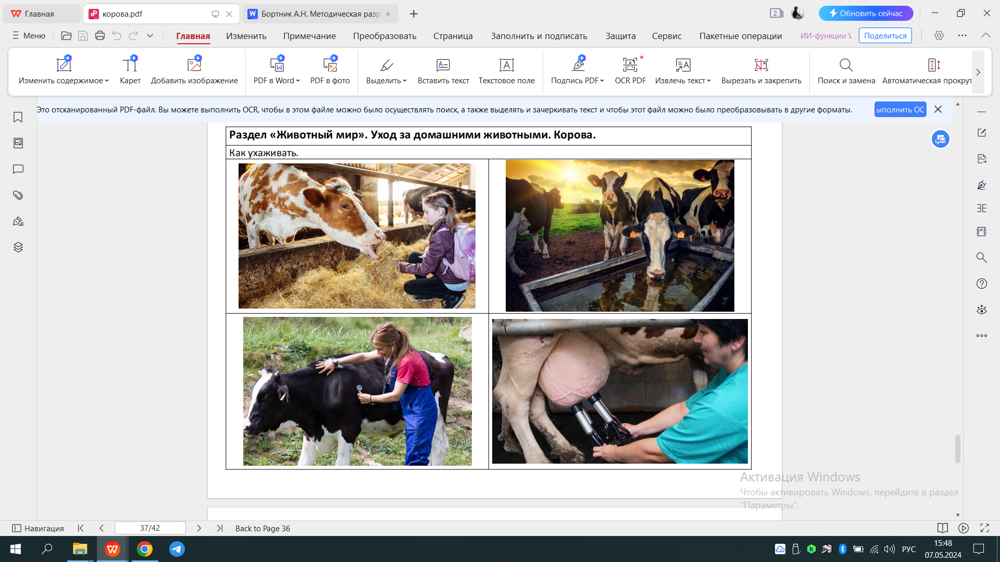 Главная
корова.pdf
Бортник А.Н. Методическая разр
2
Обновить сейчас
Меню
Главная
Изменить
Примечание
Преобразовать
Страница
Заполнить и подписать
Защита
Сервис
Пакетные операции
ИИ-функции
Поделиться
Изменить содержимое
Карет
Добавить изображение
PDF в Word
PDF в фото
Выделить
Вставить текст
Текстовое поле
Подпись PDF
OCR PDF
Извлечь текст
Вырезать и закрепить
Поиск и замена
Автоматическая прокрут
Это отсканированный PDF-файл. Вы можете выполнить OCR, чтобы в этом файле можно было осуществлять поиск, а также выделять и зачеркивать текст и чтобы этот файл можно было преобразовывать в другие форматы.
ыполнить ОС
Раздел «Животный мир». Уход за домашними животными. Корова.
Как ухаживать.
Активация Windows
Чтобы активировать Windows, перейдите в раздел
"Параметры".
Навигация
37/42
Back to Page 36
РУС
15:48
07.05.2024